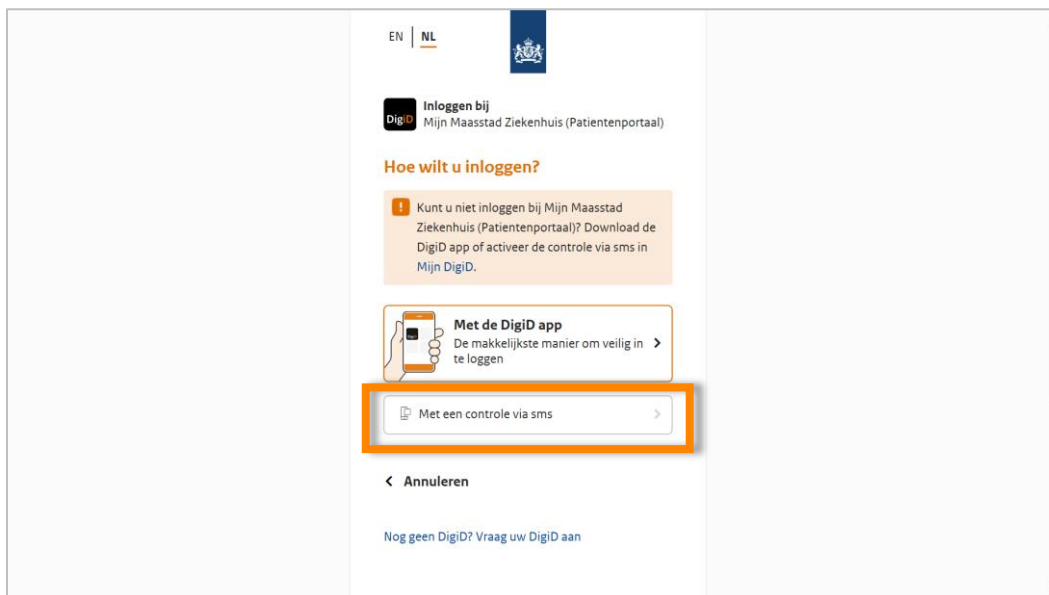 EN | NL
DigiD
Inloggen bij
Mijn Maasstad Ziekenhuis (Patientenportaal)
Hoe wilt u inloggen?
! Kunt u niet inloggen bij Mijn Maasstad
Ziekenhuis (Patientenportaal)? Download de
DigiD app of activeer de controle via sms in
Mijn DigiD.
DigiD
Met de DigiD app
De makkelijkste manier om veilig in
te loggen
Met een controle via sms
Annuleren
Nog geen DigiD? Vraag uw DigiD aan